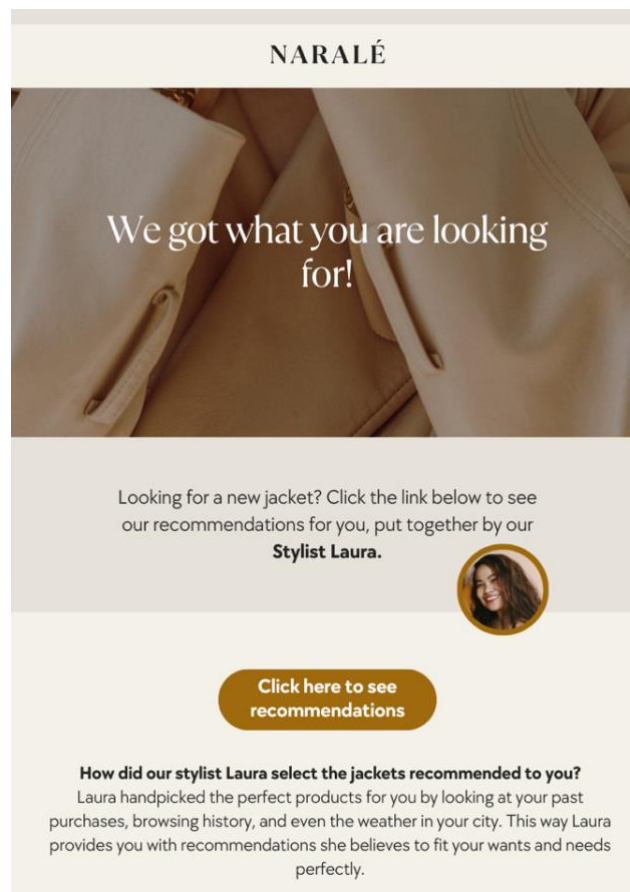 NARALÉ
We got what you are looking
for!
Looking for a new jacket? Click the link below to see
our recommendations for you, put together by our
Stylist Laura.
Click here to see
recommendations
How did our stylist Laura select the jackets recommended to you?
Laura handpicked the perfect products for you by looking at your past
purchases, browsing history, and even the weather in your city. This way Laura
provides you with recommendations she believes to fit your wants and needs
perfectly.